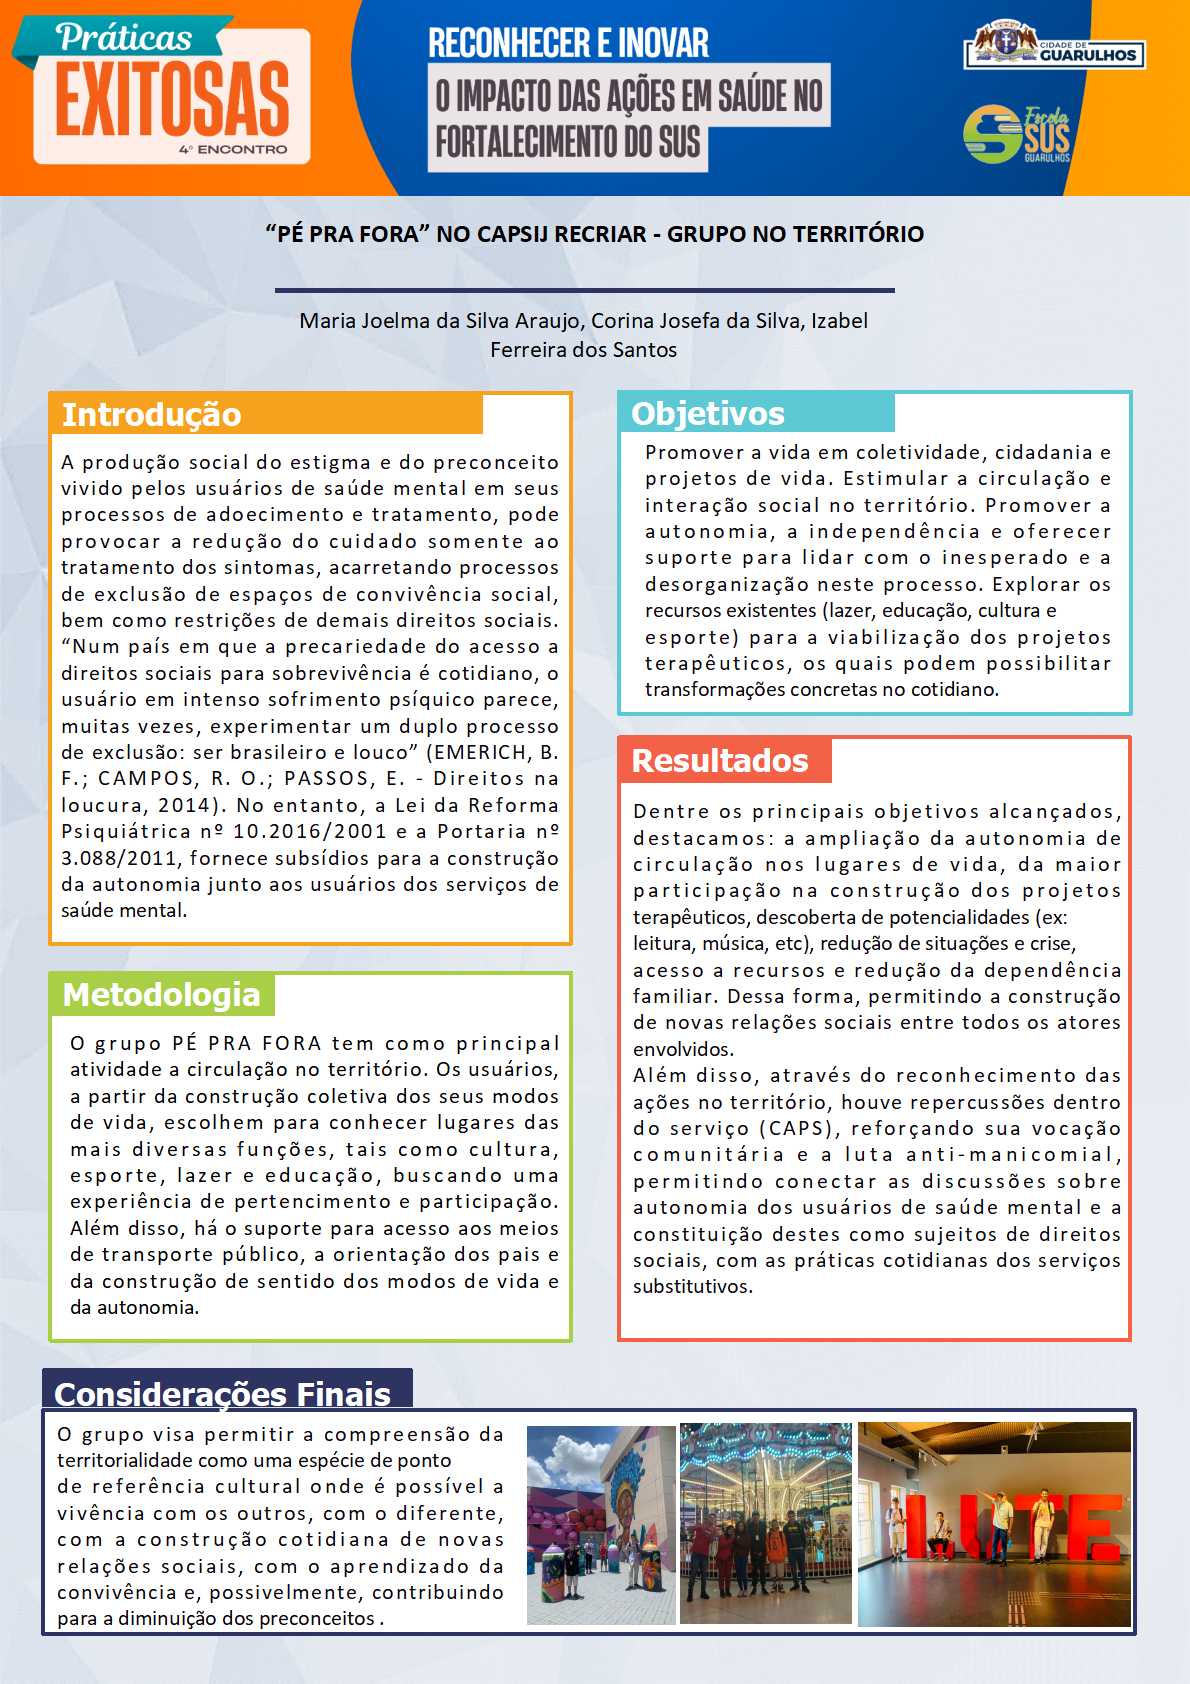 Práticas
EXITOSAS
4º ENCONTRO
RECONHECER E INOVAR
O IMPACTO DAS AÇÕES EM SAÚDE NO
FORTALECIMENTO DO SUS
CIDADE DE
GUARULHOS
Escola
SUS
GUARULHOS
“PÉ PRA FORA” NO CAPSIJ RECRIAR - GRUPO NO TERRITÓRIO
Maria Joelma da Silva Araujo, Corina Josefa da Silva, Izabel
Ferreira dos Santos
Introdução
A produção social do estigma e do preconceito
vivido pelos usuários de saúde mental em seus
processos de adoecimento e tratamento, pode
provocar a redução do cuidado somente ao
tratamento dos sintomas, acarretando processos
de exclusão de espaços de convivência social,
bem como restrições de demais direitos sociais.
“Num país em que a precariedade do acesso a
direitos sociais para sobrevivência é cotidiano, o
usuário em intenso sofrimento psíquico parece,
muitas vezes, experimentar um duplo processo
de exclusão: ser brasileiro e louco” (EMERICH, B.
F.; CAMPOS, R. O.; PASSOS, E. - Direitos na
loucura, 2014). No entanto, a Lei da Reforma
Psiquiátrica nº 10.2016/2001 e a Portaria nº
3.088/2011, fornece subsídios para a construção
da autonomia junto aos usuários dos serviços de
saúde mental.
Metodologia
O grupo PÉ PRA FORA tem como principal
atividade a circulação no território. Os usuários,
a partir da construção coletiva dos seus modos
de vida, escolhem para conhecer lugares das
mais diversas funções, tais como cultura,
esporte, lazer e educação, buscando uma
experiência de pertencimento e participação.
Além disso, há o suporte para acesso aos meios
de transporte público, a orientação dos pais e
da construção de sentido dos modos de vida e
da autonomia.
Objetivos
Promover a vida em coletividade, cidadania e
projetos de vida. Estimular a circulação e
interação social no território. Promover a
autonomia, a independência e oferecer
suporte para lidar com o inesperado e a
desorganização neste processo. Explorar os
recursos existentes (lazer, educação, cultura e
esporte) para a viabilização dos projetos
terapêuticos, os quais podem possibilitar
transformações concretas no cotidiano.
Resultados
Dentre os principais objetivos alcançados,
destacamos: a ampliação da autonomia de
circulação nos lugares de vida, da maior
participação na construção dos projetos
terapêuticos, descoberta de potencialidades (ex:
leitura, música, etc), redução de situações e crise,
acesso a recursos e redução da dependência
familiar. Dessa forma, permitindo a construção
de novas relações sociais entre todos os atores
envolvidos.
Além disso, através do reconhecimento das
ações no território, houve repercussões dentro
do serviço (CAPS), reforçando sua vocação
comunitária e a luta anti-manicomial,
permitindo conectar as discussões sobre
autonomia dos usuários de saúde mental e a
constituição destes como sujeitos de direitos
sociais, com as práticas cotidianas dos serviços
substitutivos.
Considerações Finais
O grupo visa permitir a compreensão da
territorialidade como uma espécie de ponto
de referência cultural onde é possível a
vivência com os outros, com o diferente,
com a construção cotidiana de novas
relações sociais, com o aprendizado da
convivência e, possivelmente, contribuindo
para a diminuição dos preconceitos .
LUTE